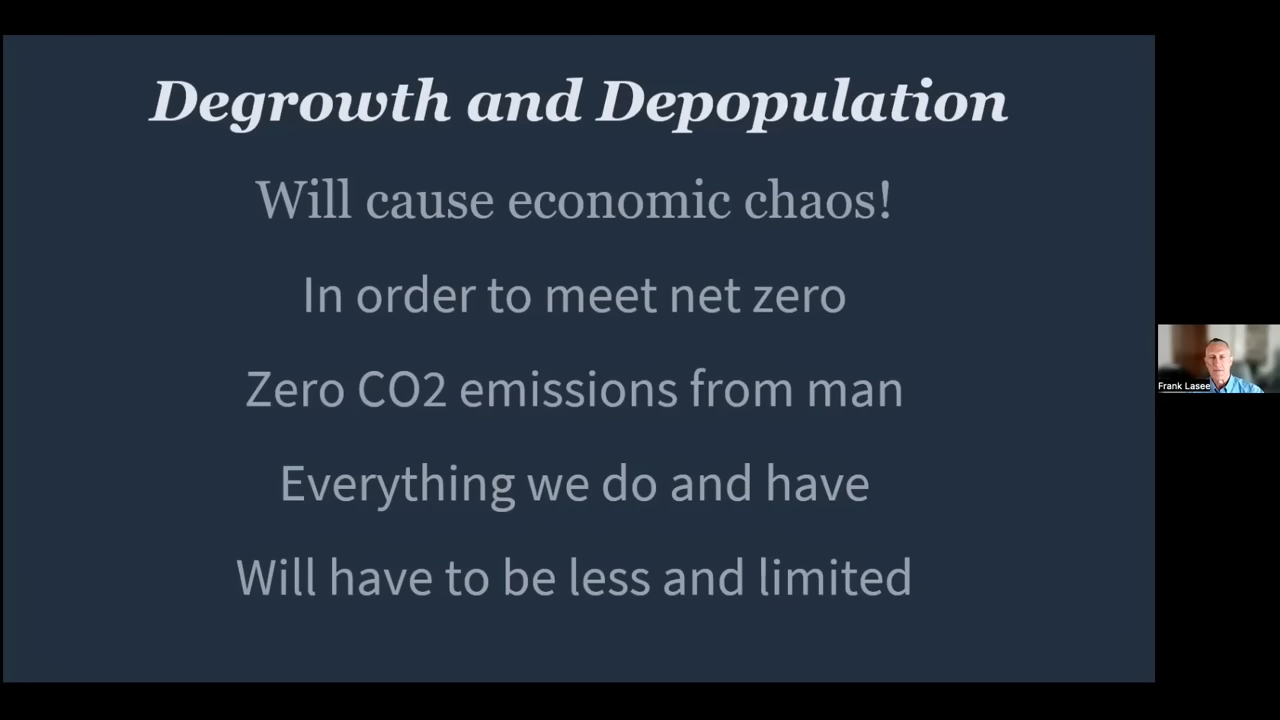 Degrowth and Depopulation
Will cause economic chaos!
In order to meet net zero
Zero CO2 emissions from man
Everything we do and have
Will have to be less and limited
Frank Lasee